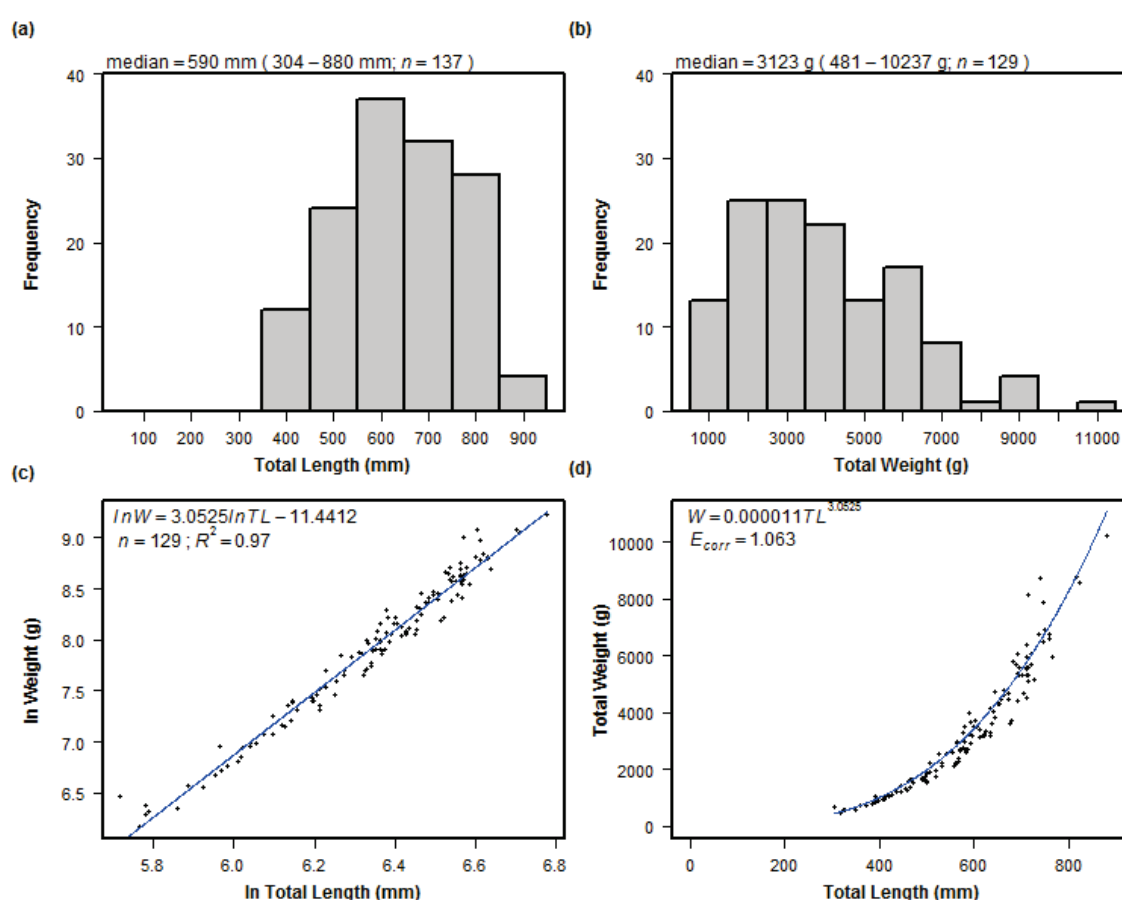 (a)
median = 590 mm ( 304 – 880 mm; n = 137 )
40
30
20
10
0
Frequency
100 200 300 400 500 600 700 800 900
Total Length (mm)
(b)
median = 3123 g ( 481 – 10237 g; n = 129 )
40
30
20
10
0
Frequency
1000 3000 5000 7000 9000 11000
Total Weight (g)
(c)
lnW = 3.0525lnTL – 11.4412
n = 129 ; R² = 0.97
9.0
8.5
8.0
7.5
7.0
6.5
ln Weight (g)
5.8 6.0 6.2 6.4 6.6 6.8
ln Total Length (mm)
(d)
W = 0.000011TL^3.0525
E_corr = 1.063
10000
8000
6000
4000
2000
0
Total Weight (g)
0 200 400 600 800
Total Length (mm)